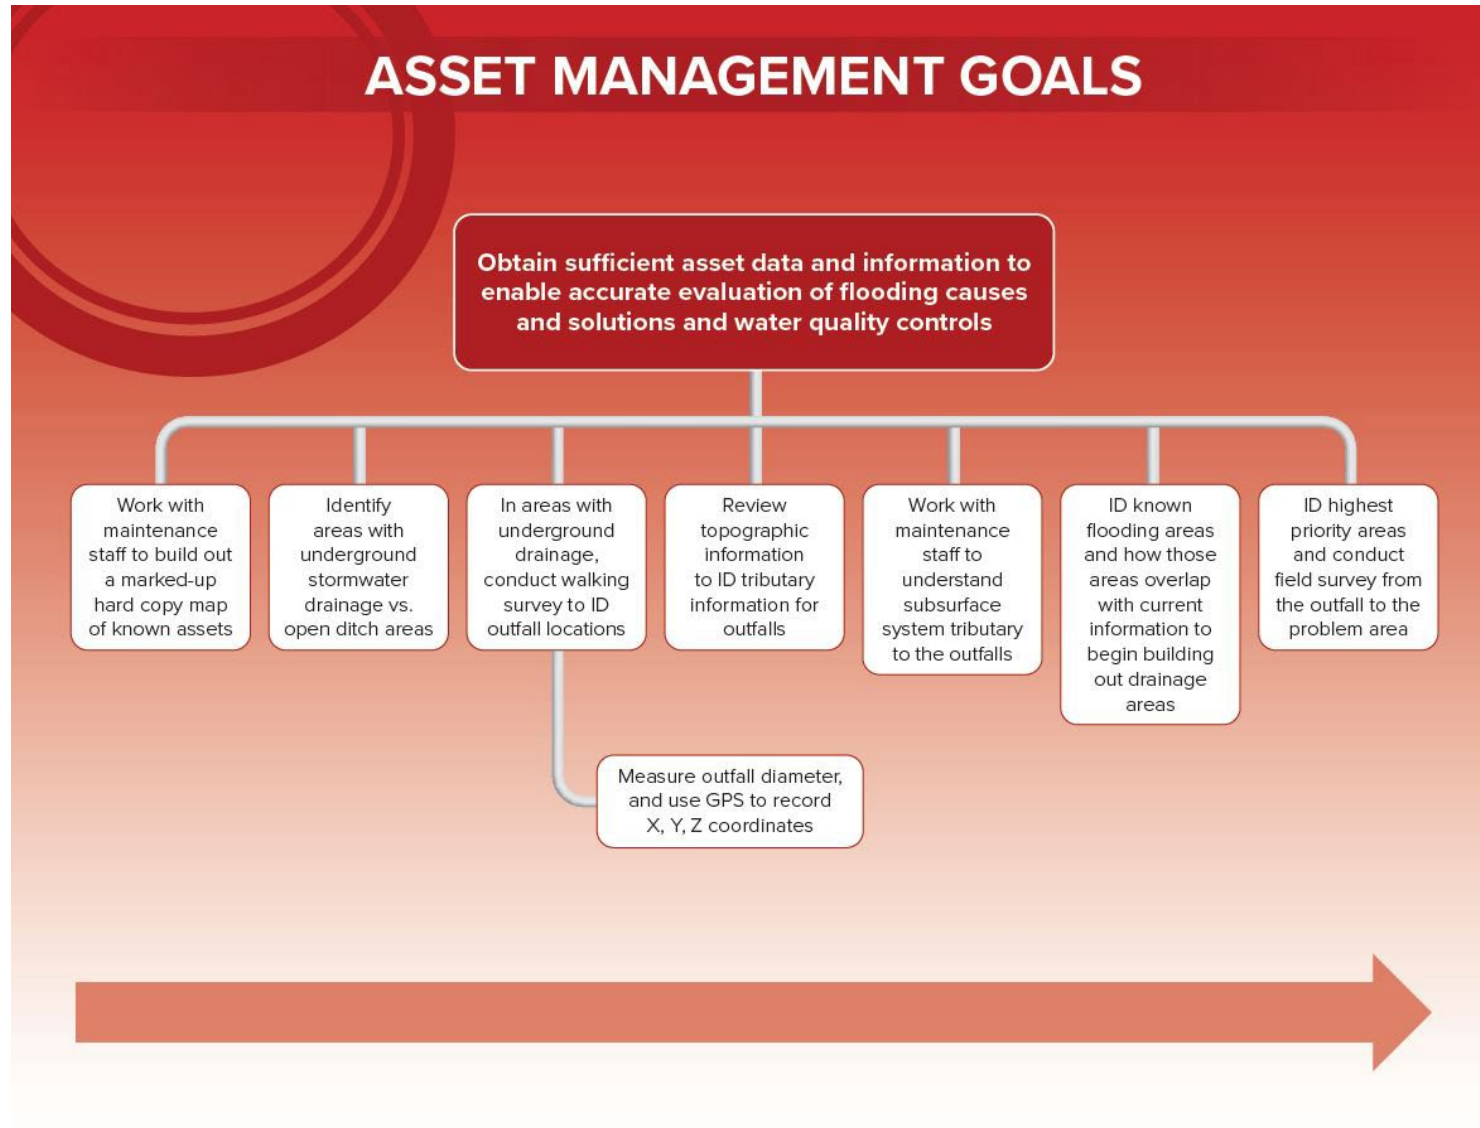 ASSET MANAGEMENT GOALS
Obtain sufficient asset data and information to
enable accurate evaluation of flooding causes
and solutions and water quality controls
Work with
maintenance
staff to build out
a marked-up
hard copy map
of known assets
Identify
areas with
underground
stormwater
drainage vs.
open ditch areas
In areas with
underground
drainage,
conduct walking
survey to ID
outfall locations
Review
topographic
information
to ID tributary
information for
outfalls
Work with
maintenance
staff to
understand
subsurface
system tributary
to the outfalls
ID known
flooding areas
and how those
areas overlap
with current
information to
begin building
out drainage
areas
ID highest
priority areas
and conduct
field survey from
the outfall to the
problem area
Measure outfall diameter,
and use GPS to record
X, Y, Z coordinates